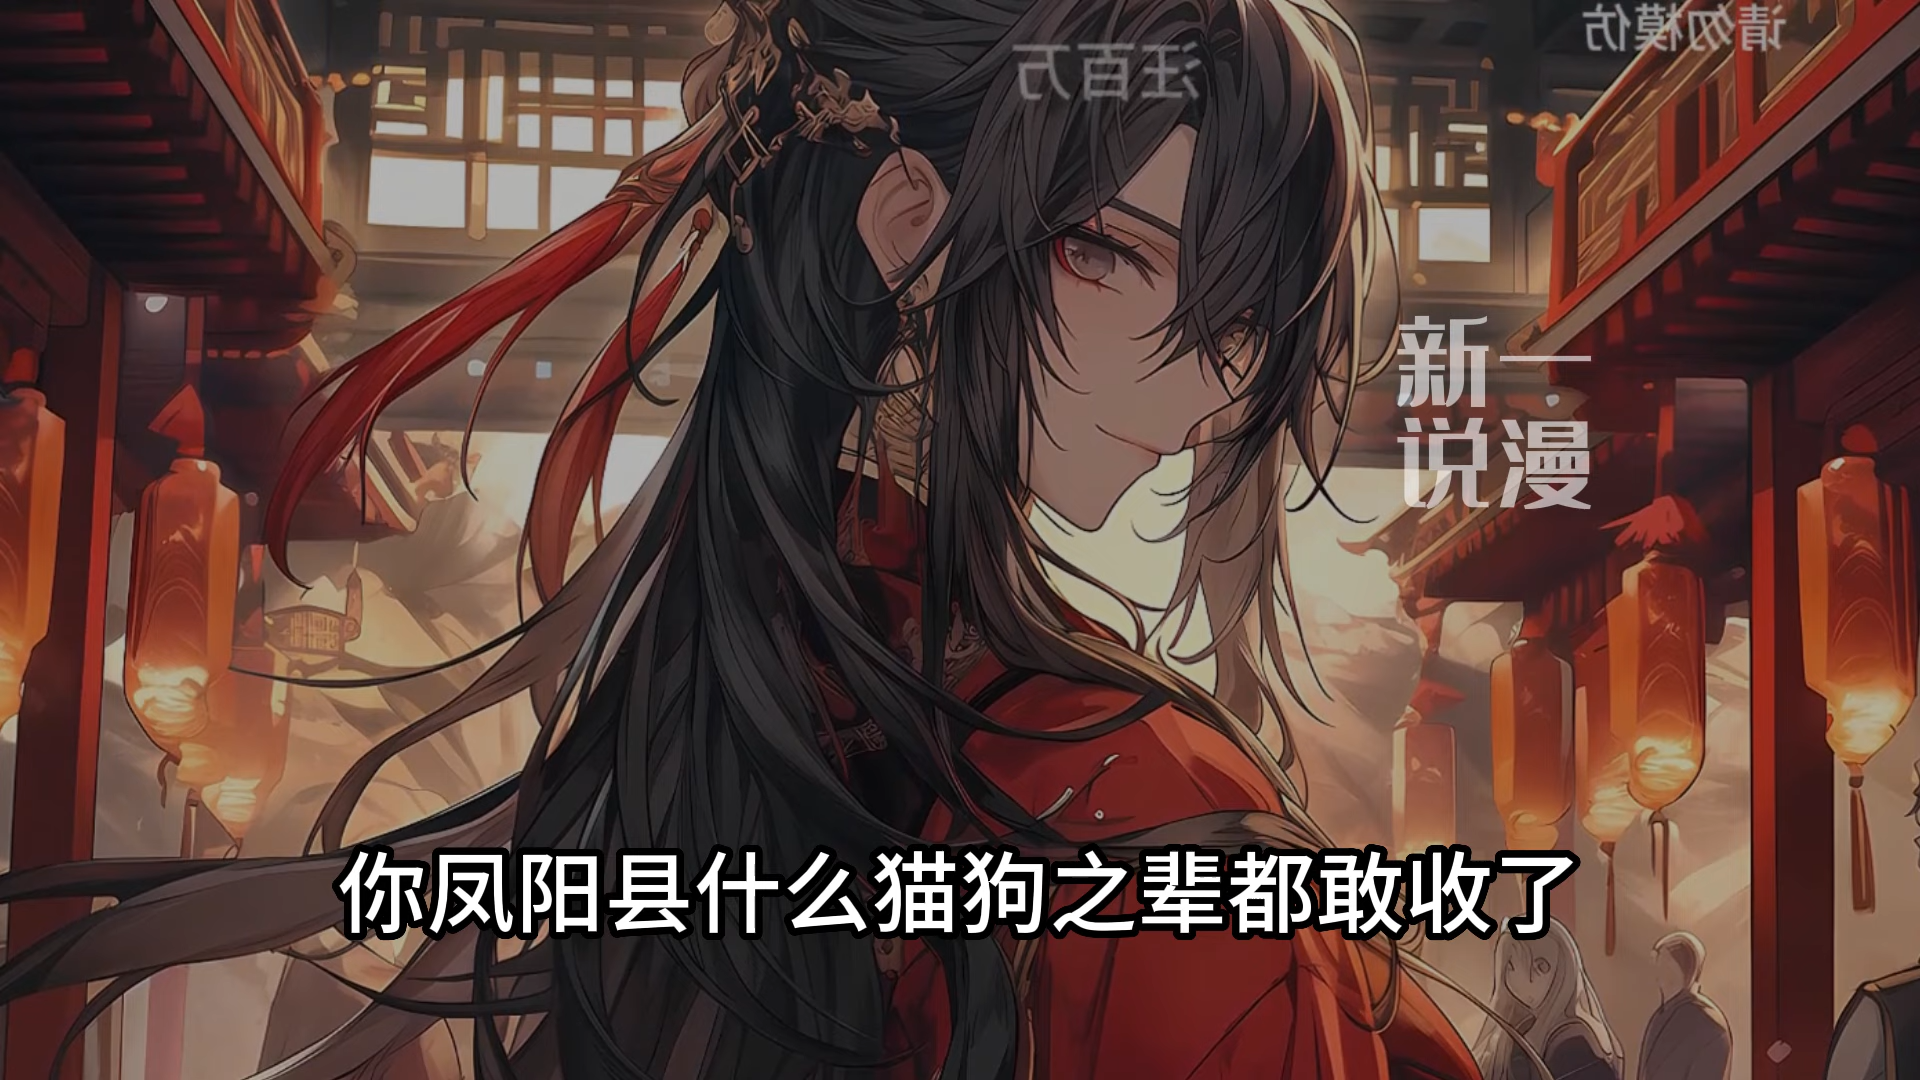 请勿模仿
汪百万
新一
说漫
你凤阳县什么猫狗之辈都敢收了